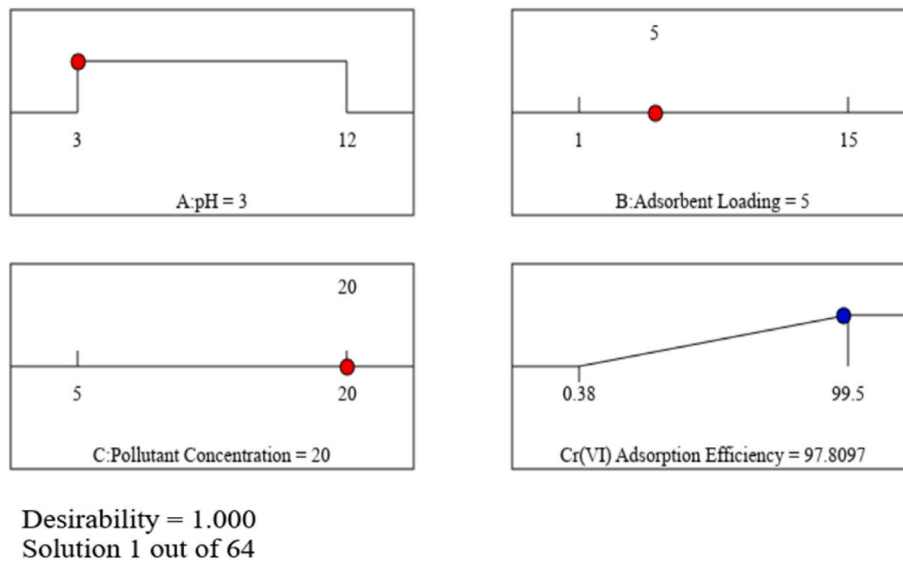 3
12
A:pH = 3
5
1
15
B:Adsorbent Loading = 5
20
5
20
C:Pollutant Concentration = 20
0.38
99.5
Cr(VI) Adsorption Efficiency = 97.8097
Desirability = 1.000
Solution 1 out of 64